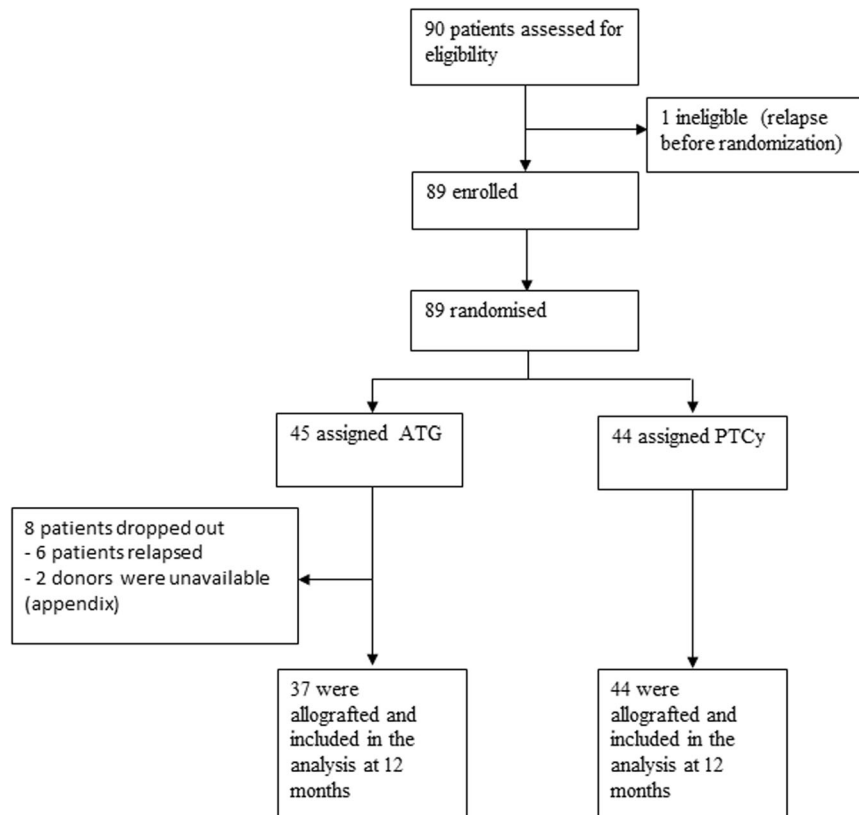 90 patients assessed for
eligibility
1 ineligible (relapse
before randomization)
89 enrolled
89 randomised
45 assigned ATG
44 assigned PTCy
8 patients dropped out
- 6 patients relapsed
- 2 donors were unavailable
(appendix)
37 were
allografted and
included in the
analysis at 12
months
44 were
allografted and
included in the
analysis at 12
months